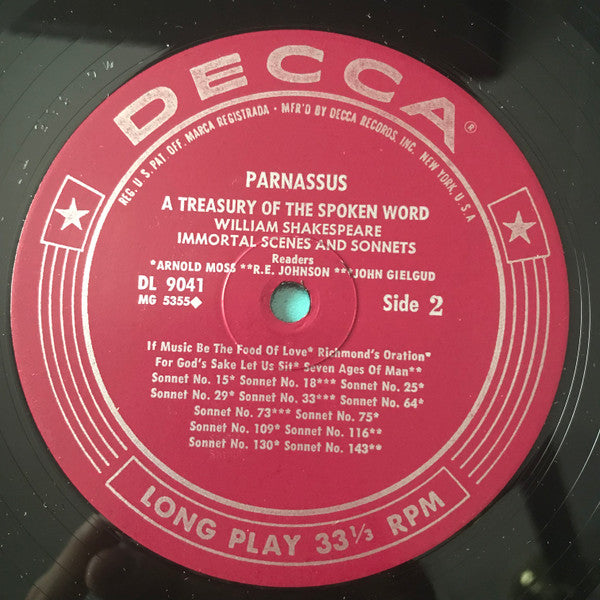 DECCA®
REG. U.S. PAT. OFF. MARCA REGISTRADA • MFR'D BY DECCA RECORDS, INC., NEW YORK, U.S.A.
PARNASSUS
A TREASURY OF THE SPOKEN WORD
WILLIAM SHAKESPEARE
IMMORTAL SCENES AND SONNETS
Readers
*ARNOLD MOSS **R.E. JOHNSON ***JOHN GIELGUD
DL 9041
MG 5355◆
Side 2
If Music Be The Food Of Love* Richmond's Oration*
For God's Sake Let Us Sit* Seven Ages Of Man**
Sonnet No. 15* Sonnet No. 18*** Sonnet No. 25*
Sonnet No. 29* Sonnet No. 33*** Sonnet No. 64*
Sonnet No. 73*** Sonnet No. 75*
Sonnet No. 109* Sonnet No. 116**
Sonnet No. 130* Sonnet No. 143**
LONG PLAY 33⅓ RPM